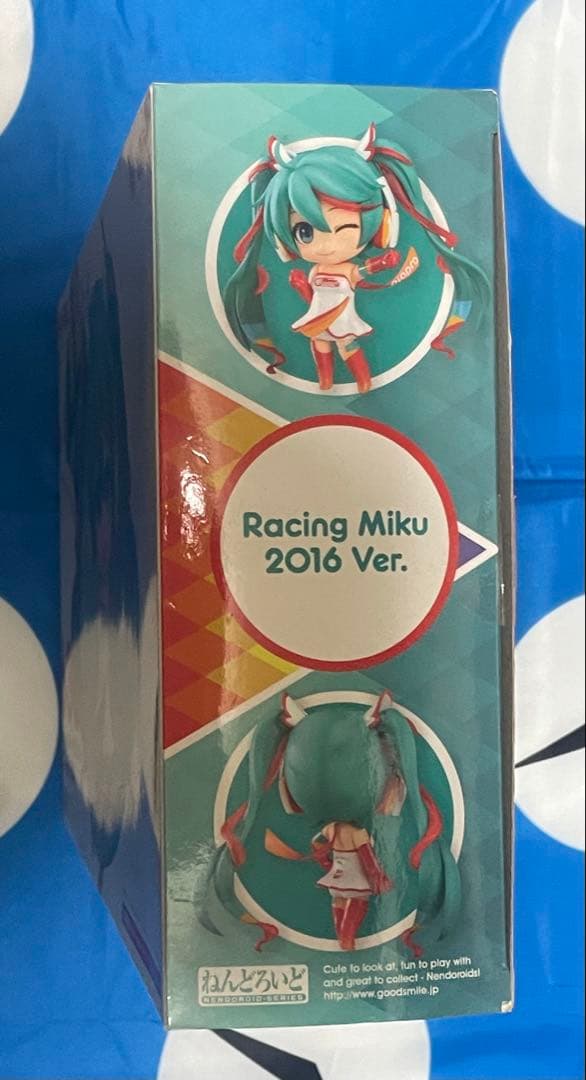 Racing Miku
2016 Ver.
ねんどろいど
NENDOROID-SERIES
Cute to look at, fun to play with
and great to collect - Nendoroids!
http://www.goodsmile.jp